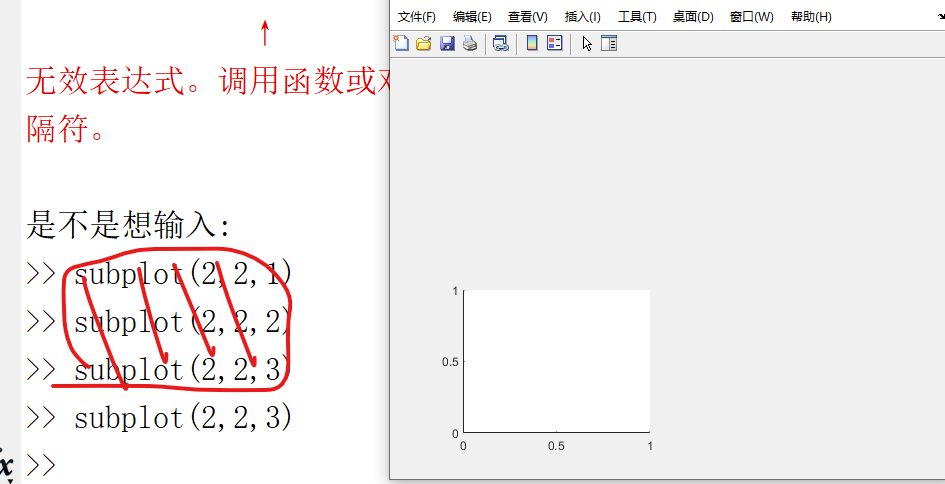 文件(F) 编辑(E) 查看(V) 插入(I) 工具(T) 桌面(D) 窗口(W) 帮助(H)
无效表达式。调用函数或
隔符。
是不是想输入:
>> subplot(2,2,1)
>> subplot(2,2,2)
>> subplot(2,2,3)
>> subplot(2,2,3)
>>
1
0.5
0
0 0.5 1